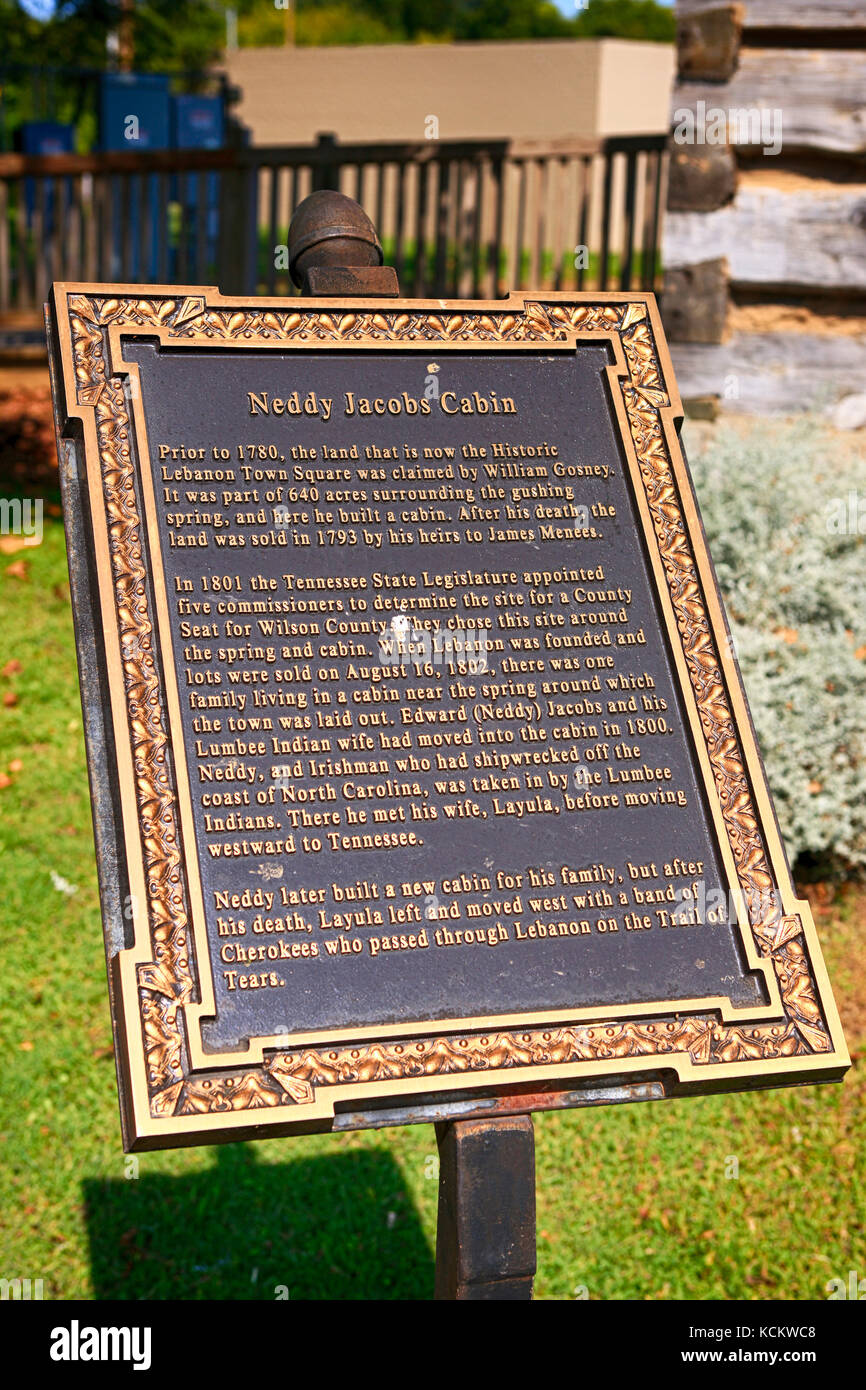 Neddy Jacobs Cabin
Prior to 1780, the land that is now the Historic
Lebanon Town Square was claimed by William Gosney.
It was part of 640 acres surrounding the gushing
spring, and here he built a cabin. After his death, the
land was sold in 1793 by his heirs to James Menees.
In 1801 the Tennessee State Legislature appointed
five commissioners to determine the site for a County
Seat for Wilson County. They chose this site around
the spring and cabin. When Lebanon was founded and
lots were sold on August 16, 1802, there was one
family living in a cabin near the spring around which
the town was laid out. Edward (Neddy) Jacobs and his
Lumbee Indian wife had moved into the cabin in 1800.
Neddy, and Irishman who had shipwrecked off the
coast of North Carolina, was taken in by the Lumbee
Indians. There he met his wife, Layula, before moving
westward to Tennessee.
Neddy later built a new cabin for his family, but after
his death, Layula left and moved west with a band of
Cherokees who passed through Lebanon on the Trail of
Tears.
alamy
a
alamy
Image ID: KCKWC8
www.alamy.com